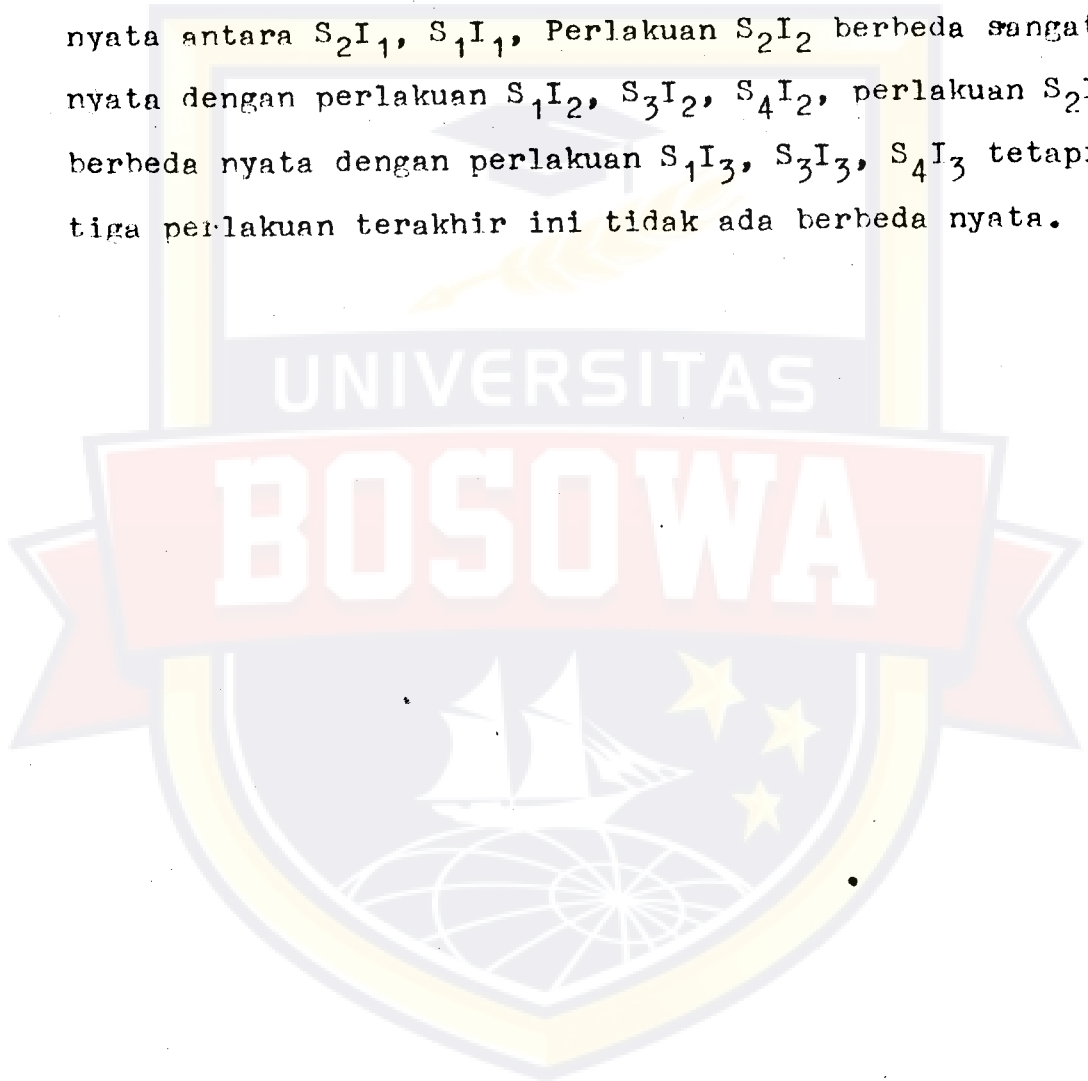 nyata antara S₂I₁, S₁I₁, Perlakuan S₂I₂ berbeda sangat
nyata dengan perlakuan S₁I₂, S₃I₂, S₄I₂, perlakuan
berbeda nyata dengan perlakuan S₁I₃, S₃I₃, S₄I₃ tetapi
tiga perlakuan terakhir ini tidak ada berbeda nyata.
UNIVERSITAS
BOSOWA